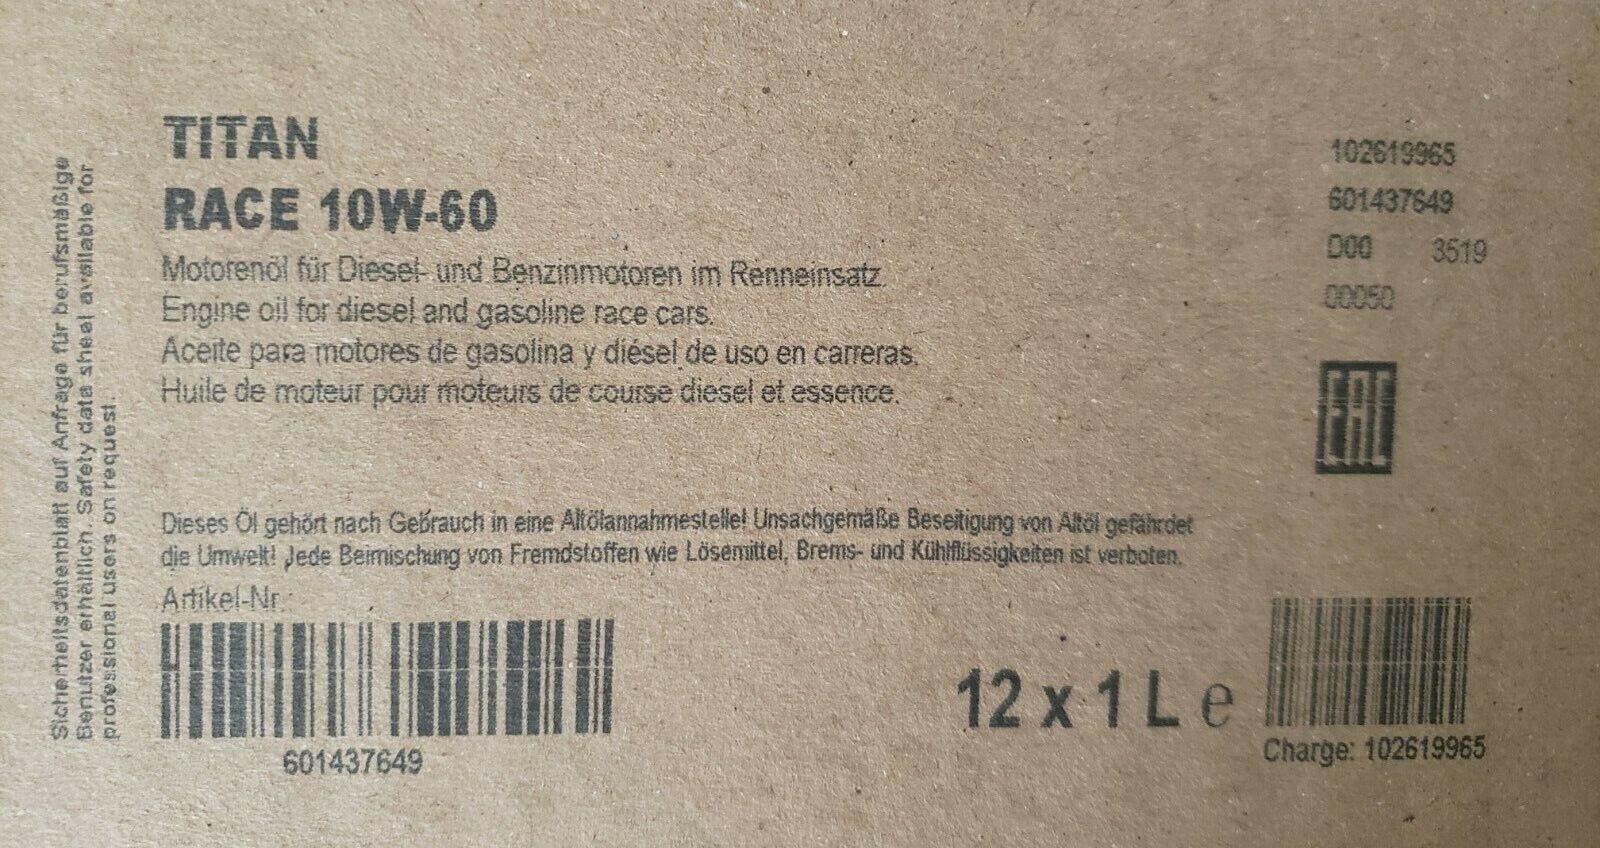 TITAN
RACE 10W-60
Motorenöl für Diesel- und Benzinmotoren im Renneinsatz.
Engine oil for diesel and gasoline race cars.
Aceite para motores de gasolina y diésel de uso en carreras.
Huile de moteur pour moteurs de course diesel et essence.
Dieses Öl gehört nach Gebrauch in eine Altölannahmestelle! Unsachgemäße Beseitigung von Altöl gefährdet
die Umwelt! Jede Beimischung von Fremdstoffen wie Lösemittel, Brems- und Kühlflüssigkeiten ist verboten.
Artikel-Nr.:
601437649
12 x 1 L e
Charge: 102619965
102619965
601437649
D00 3519
00050
EAC
Sicherheitsdatenblatt auf Anfrage für berufsmäßige
Benutzer erhältlich. Safety data sheet available for
professional users on request.